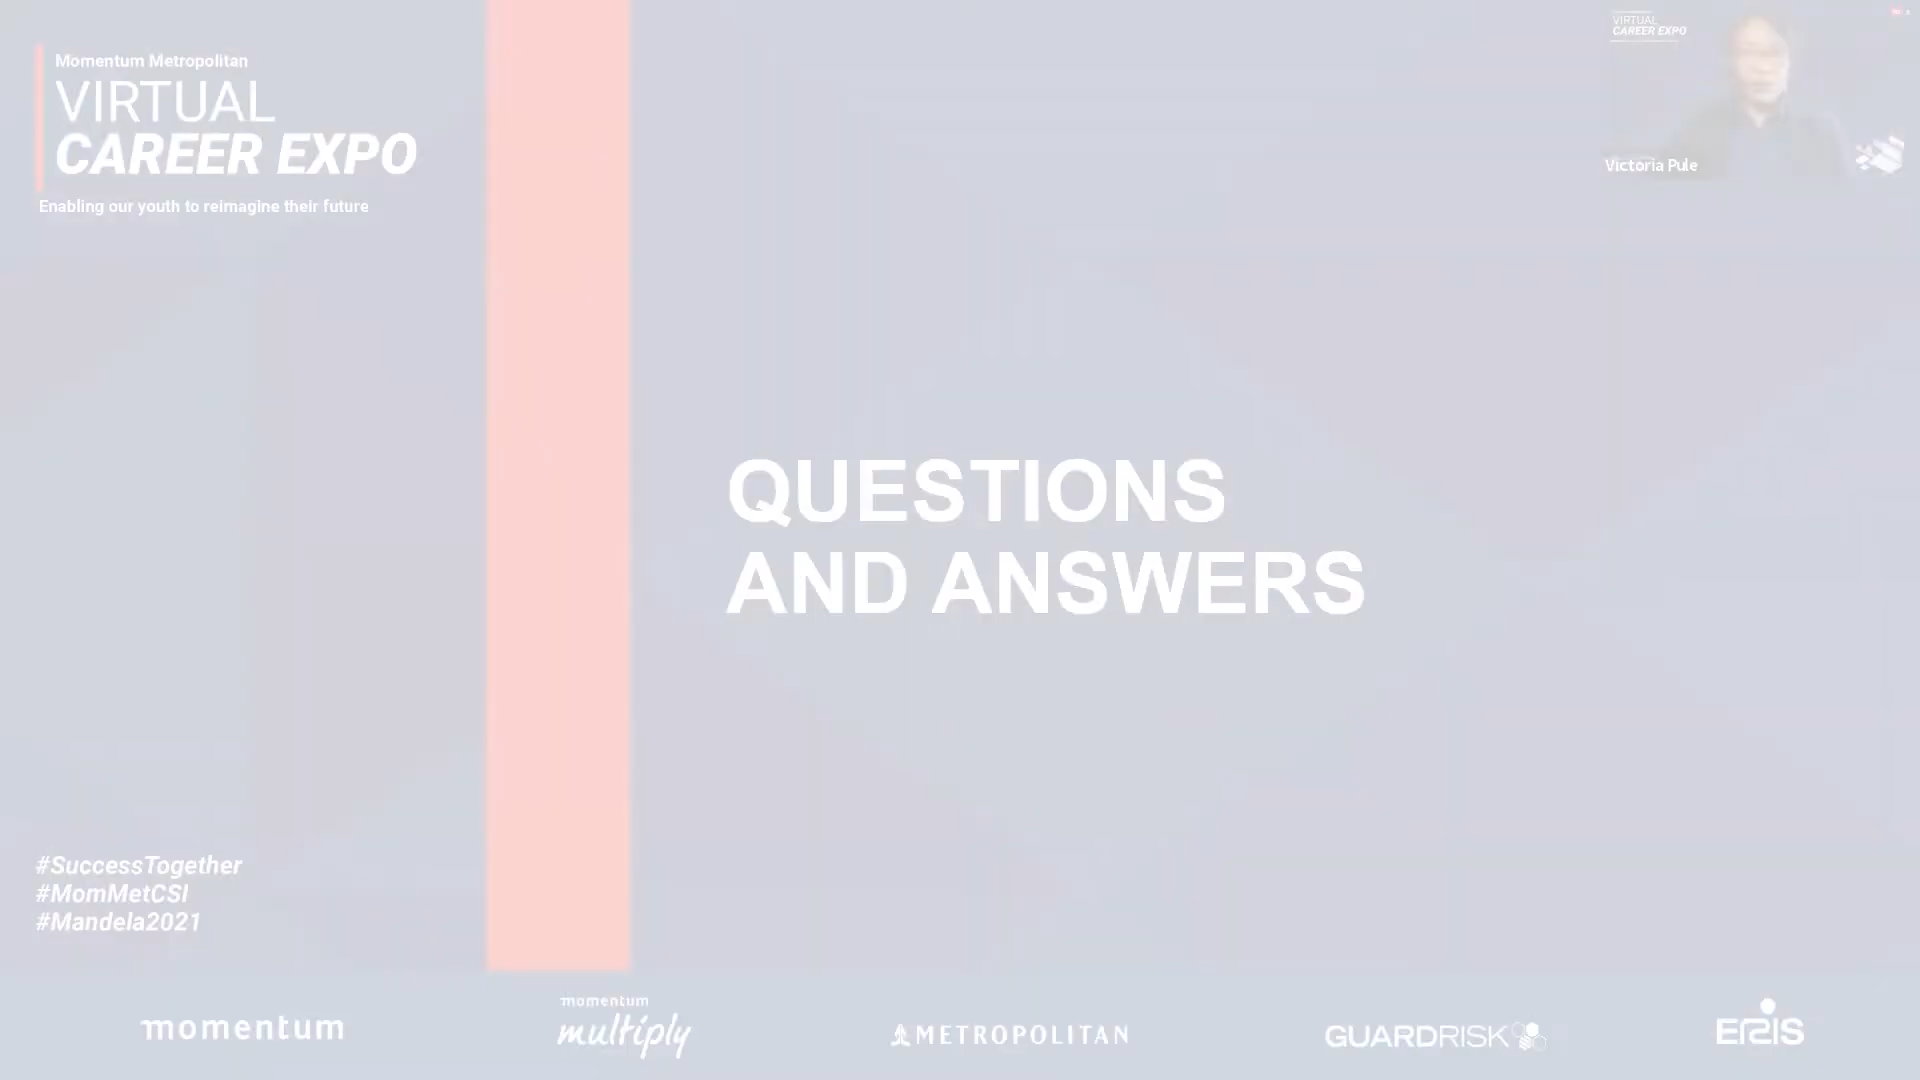 Momentum Metropolitan
VIRTUAL
CAREER EXPO
Enabling our youth to reimagine their future
VIRTUAL
CAREER EXPO
Victoria Pule
QUESTIONS
AND ANSWERS
#SuccessTogether
#MomMetCSI
#Mandela2021
momentum
momentum
multiply
METROPOLITAN
GUARDRISK
ERIS